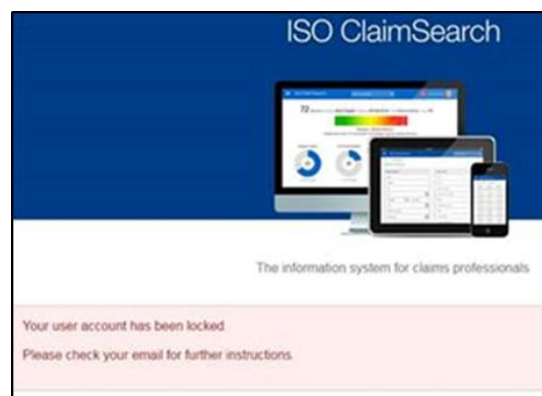 ISO ClaimSearch
72
The information system for claims professionals
Your user account has been locked
Please check your email for further instructions.